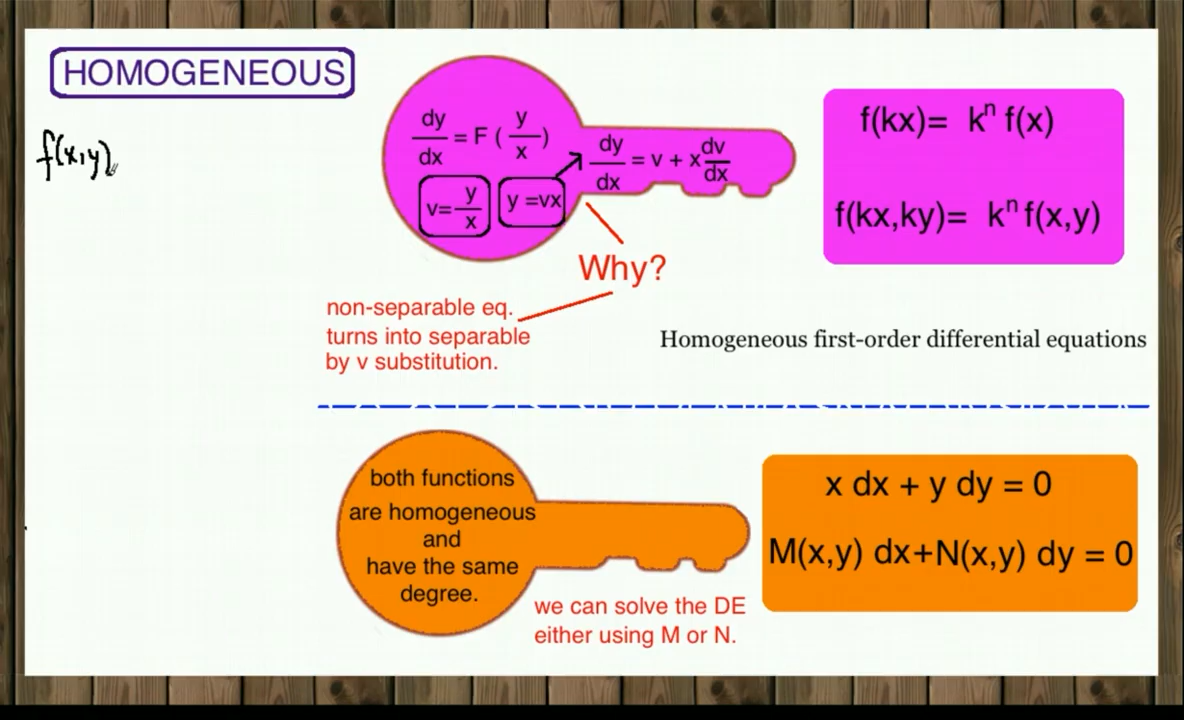 HOMOGENEOUS
f(x,y)
dy/dx = F ( y/x )
v= y/x
y =vx
dy/dx = v + x dv/dx
f(kx)= kⁿ f(x)
f(kx,ky)= kⁿ f(x,y)
Why?
non-separable eq.
turns into separable
by v substitution.
Homogeneous first-order differential equations
both functions
are homogeneous
and
have the same
degree.
we can solve the DE
either using M or N.
x dx + y dy = 0
M(x,y) dx+N(x,y) dy = 0